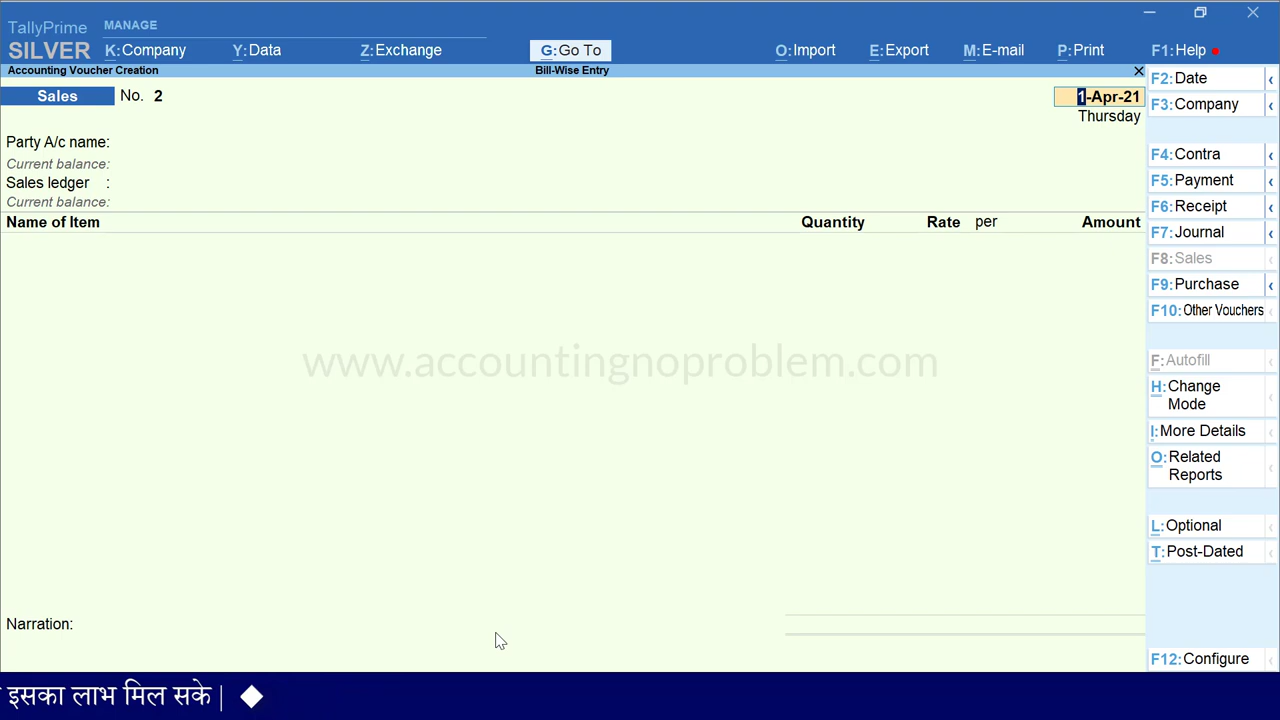 TallyPrime MANAGE
SILVER K:Company Y:Data Z:Exchange G:Go To O:Import E:Export M:E-mail P:Print F1:Help
Accounting Voucher Creation Bill-Wise Entry
Sales No. 2 1-Apr-21
Thursday
Party A/c name:
Current balance:
Sales ledger :
Current balance:
Name of Item Quantity Rate per Amount
www.accountingnoproblem.com
Narration:
F2:Date
F3:Company
F4:Contra
F5:Payment
F6:Receipt
F7:Journal
F8:Sales
F9:Purchase
F10:Other Vouchers
F:Autofill
H:Change
Mode
I:More Details
O:Related
Reports
L:Optional
T:Post-Dated
F12:Configure
इसका लाभ मिल सके |